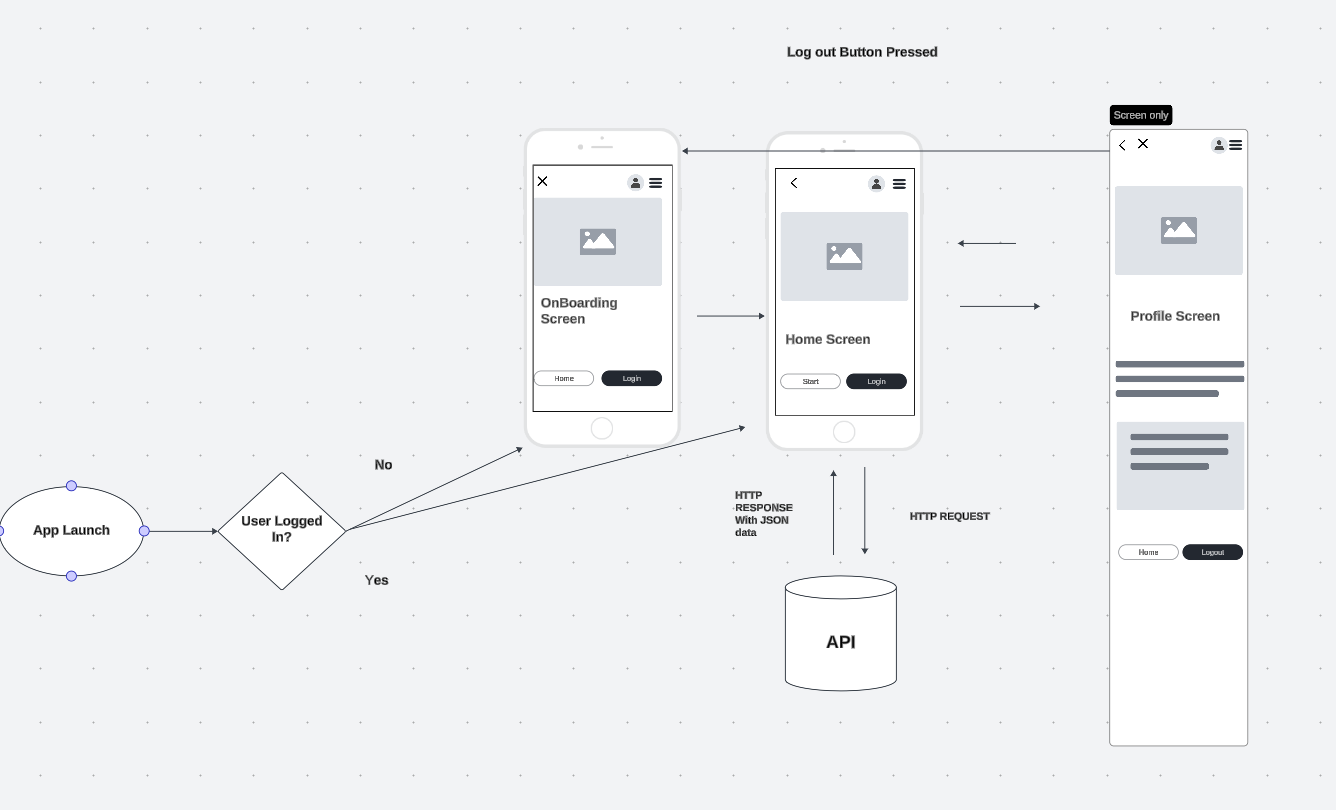 Log out Button Pressed
Screen only
OnBoarding
Screen
Home
Login
Home Screen
Start
Login
Profile Screen
Home
Logout
No
App Launch
User Logged
In?
Yes
HTTP
RESPONSE
With JSON
data
HTTP REQUEST
API